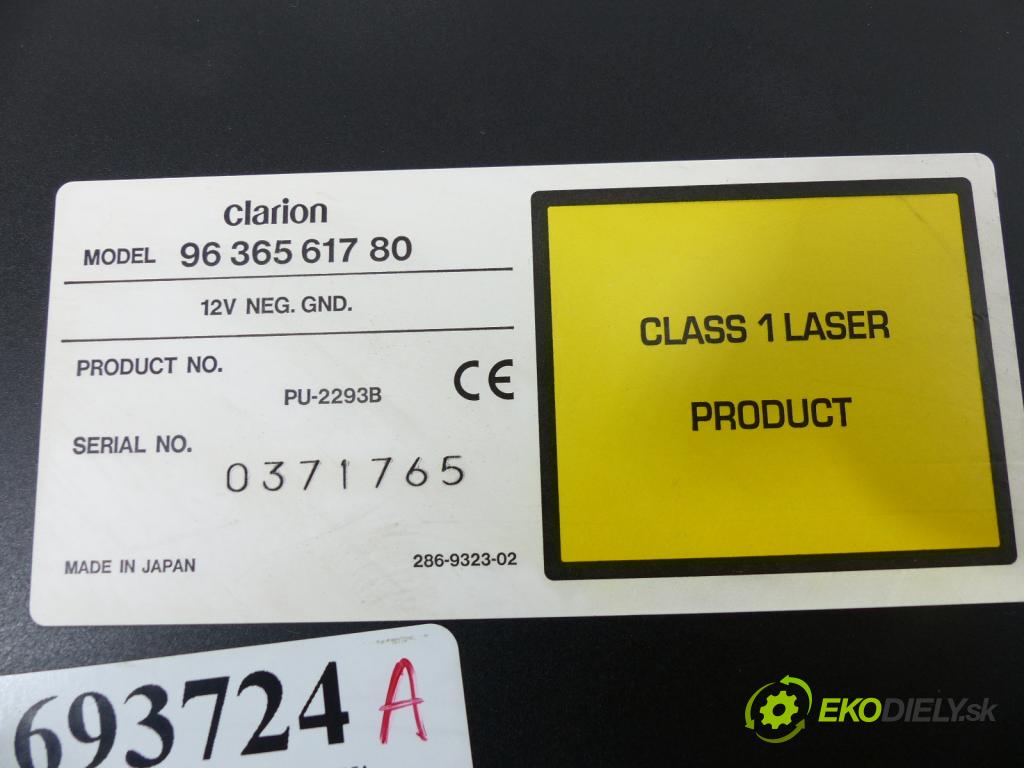 clarion
MODEL 96 365 617 80
12V NEG. GND.
PRODUCT NO.
PU-2293B
CE
SERIAL NO.
0371765
MADE IN JAPAN 286-9323-02
CLASS 1 LASER
PRODUCT
693724 A
EKODIELY.sk